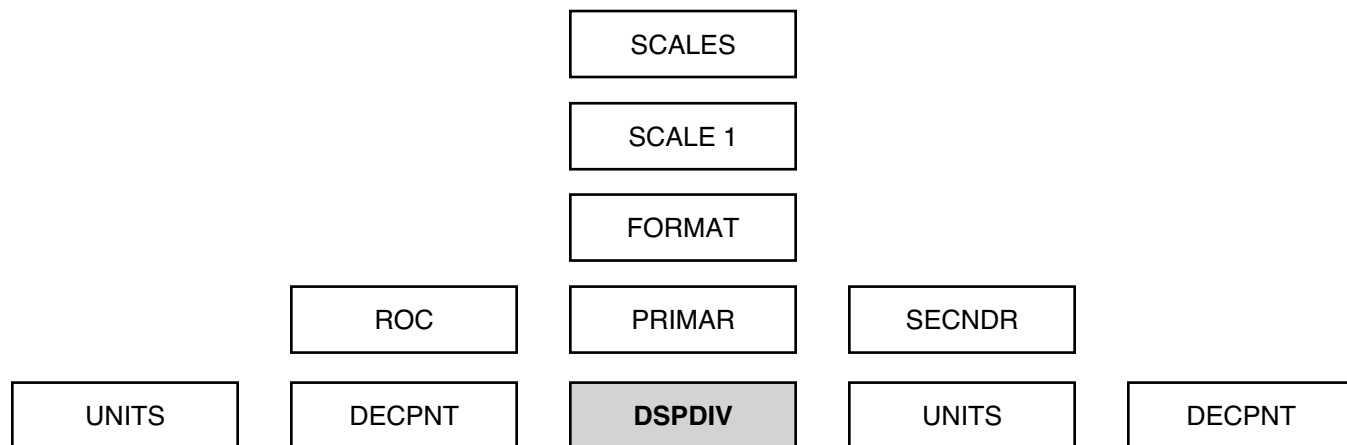 SCALES
SCALE 1
FORMAT
ROC PRIMAR SECNDR
UNITS DECPNT DSPDIV UNITS DECPNT